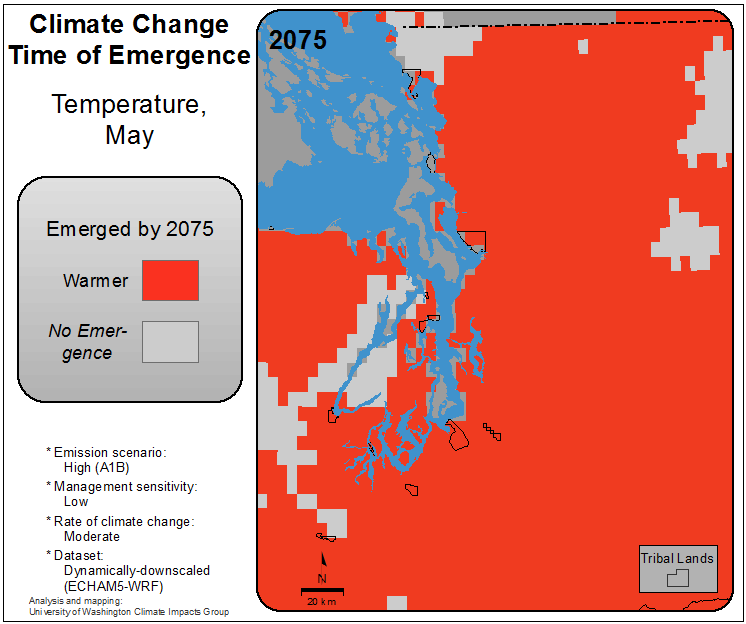 Climate Change
Time of Emergence
Temperature,
May
Emerged by 2075
Warmer
No Emer-
gence
* Emission scenario:
High (A1B)
* Management sensitivity:
Low
* Rate of climate change:
Moderate
* Dataset:
Dynamically-downscaled
(ECHAM5-WRF)
Analysis and mapping:
University of Washington Climate Impacts Group
2075
N
20 km
Tribal Lands